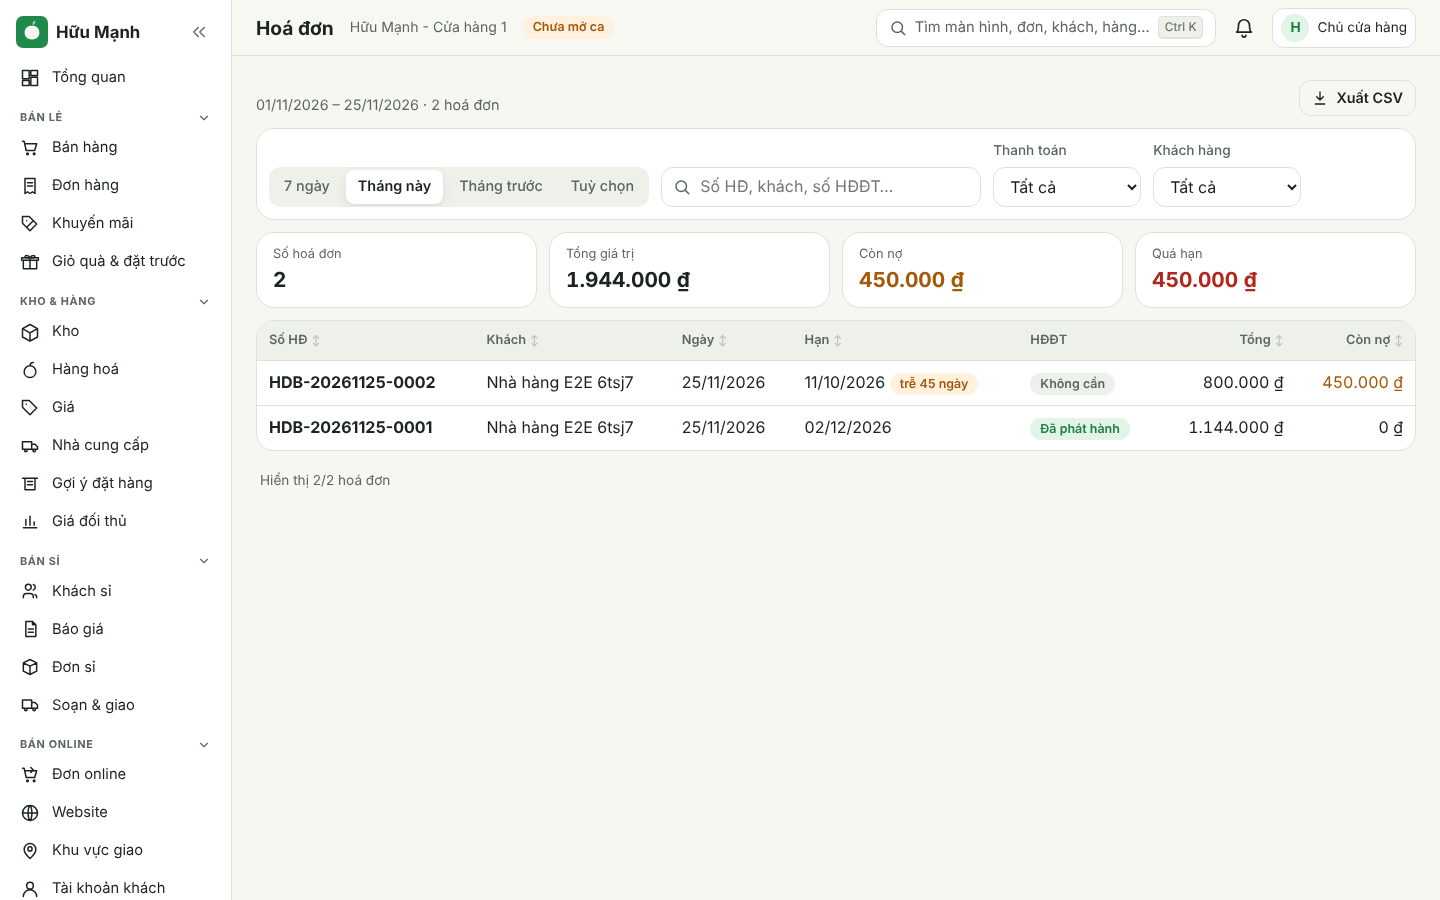 Hữu Mạnh
Hoá đơn Hữu Mạnh - Cửa hàng 1 Chưa mở ca Tìm màn hình, đơn, khách, hàng... Ctrl K H Chủ cửa hàng
Tổng quan
BÁN LẺ
Bán hàng
Đơn hàng
Khuyến mãi
Giỏ quà & đặt trước
KHO & HÀNG
Kho
Hàng hoá
Giá
Nhà cung cấp
Gợi ý đặt hàng
Giá đối thủ
BÁN SỈ
Khách sỉ
Báo giá
Đơn sỉ
Soạn & giao
BÁN ONLINE
Đơn online
Website
Khu vực giao
Tài khoản khách
01/11/2026 – 25/11/2026 · 2 hoá đơn
Xuất CSV
Thanh toán Khách hàng
7 ngày Tháng này Tháng trước Tuỳ chọn Số HĐ, khách, số HĐĐT... Tất cả Tất cả
Số hoá đơn Tổng giá trị Còn nợ Quá hạn
2 1.944.000 ₫ 450.000 ₫ 450.000 ₫
Số HĐ Khách Ngày Hạn HĐĐT Tổng Còn nợ
HDB-20261125-0002 Nhà hàng E2E 6tsj7 25/11/2026 11/10/2026 trễ 45 ngày Không cần 800.000 ₫ 450.000 ₫
HDB-20261125-0001 Nhà hàng E2E 6tsj7 25/11/2026 02/12/2026 Đã phát hành 1.144.000 ₫ 0 ₫
Hiển thị 2/2 hoá đơn